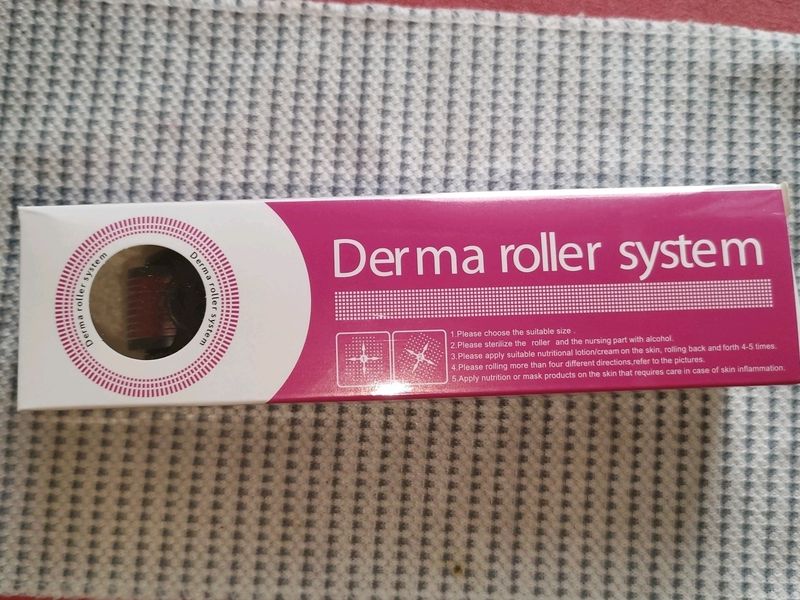 Derma roller system
Derma roller system
Derma roller system
1.Please choose the suitable size .
2.Please sterilize the roller and the nursing part with alcohol.
3.Please apply suitable nutritional lotion/cream on the skin, rolling back and forth 4-5 times.
4.Please rolling more than four different directions,refer to the pictures.
5.Apply nutrition or mask products on the skin that requires care in case of skin inflammation.